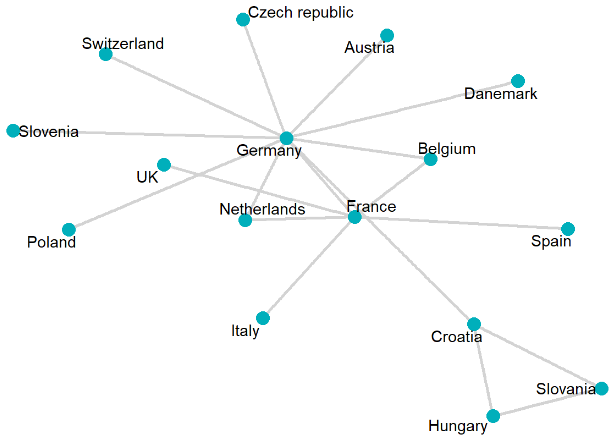 Czech republic
Switzerland
Austria
Danemark
Slovenia
Germany
Belgium
UK
Netherlands
France
Poland
Spain
Italy
Croatia
Slovania
Hungary